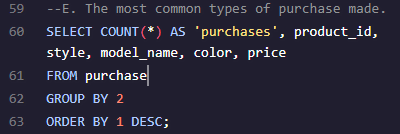 59 --E. The most common types of purchase made.
60 SELECT COUNT(*) AS 'purchases', product_id,
style, model_name, color, price
61 FROM purchase
62 GROUP BY 2
63 ORDER BY 1 DESC;